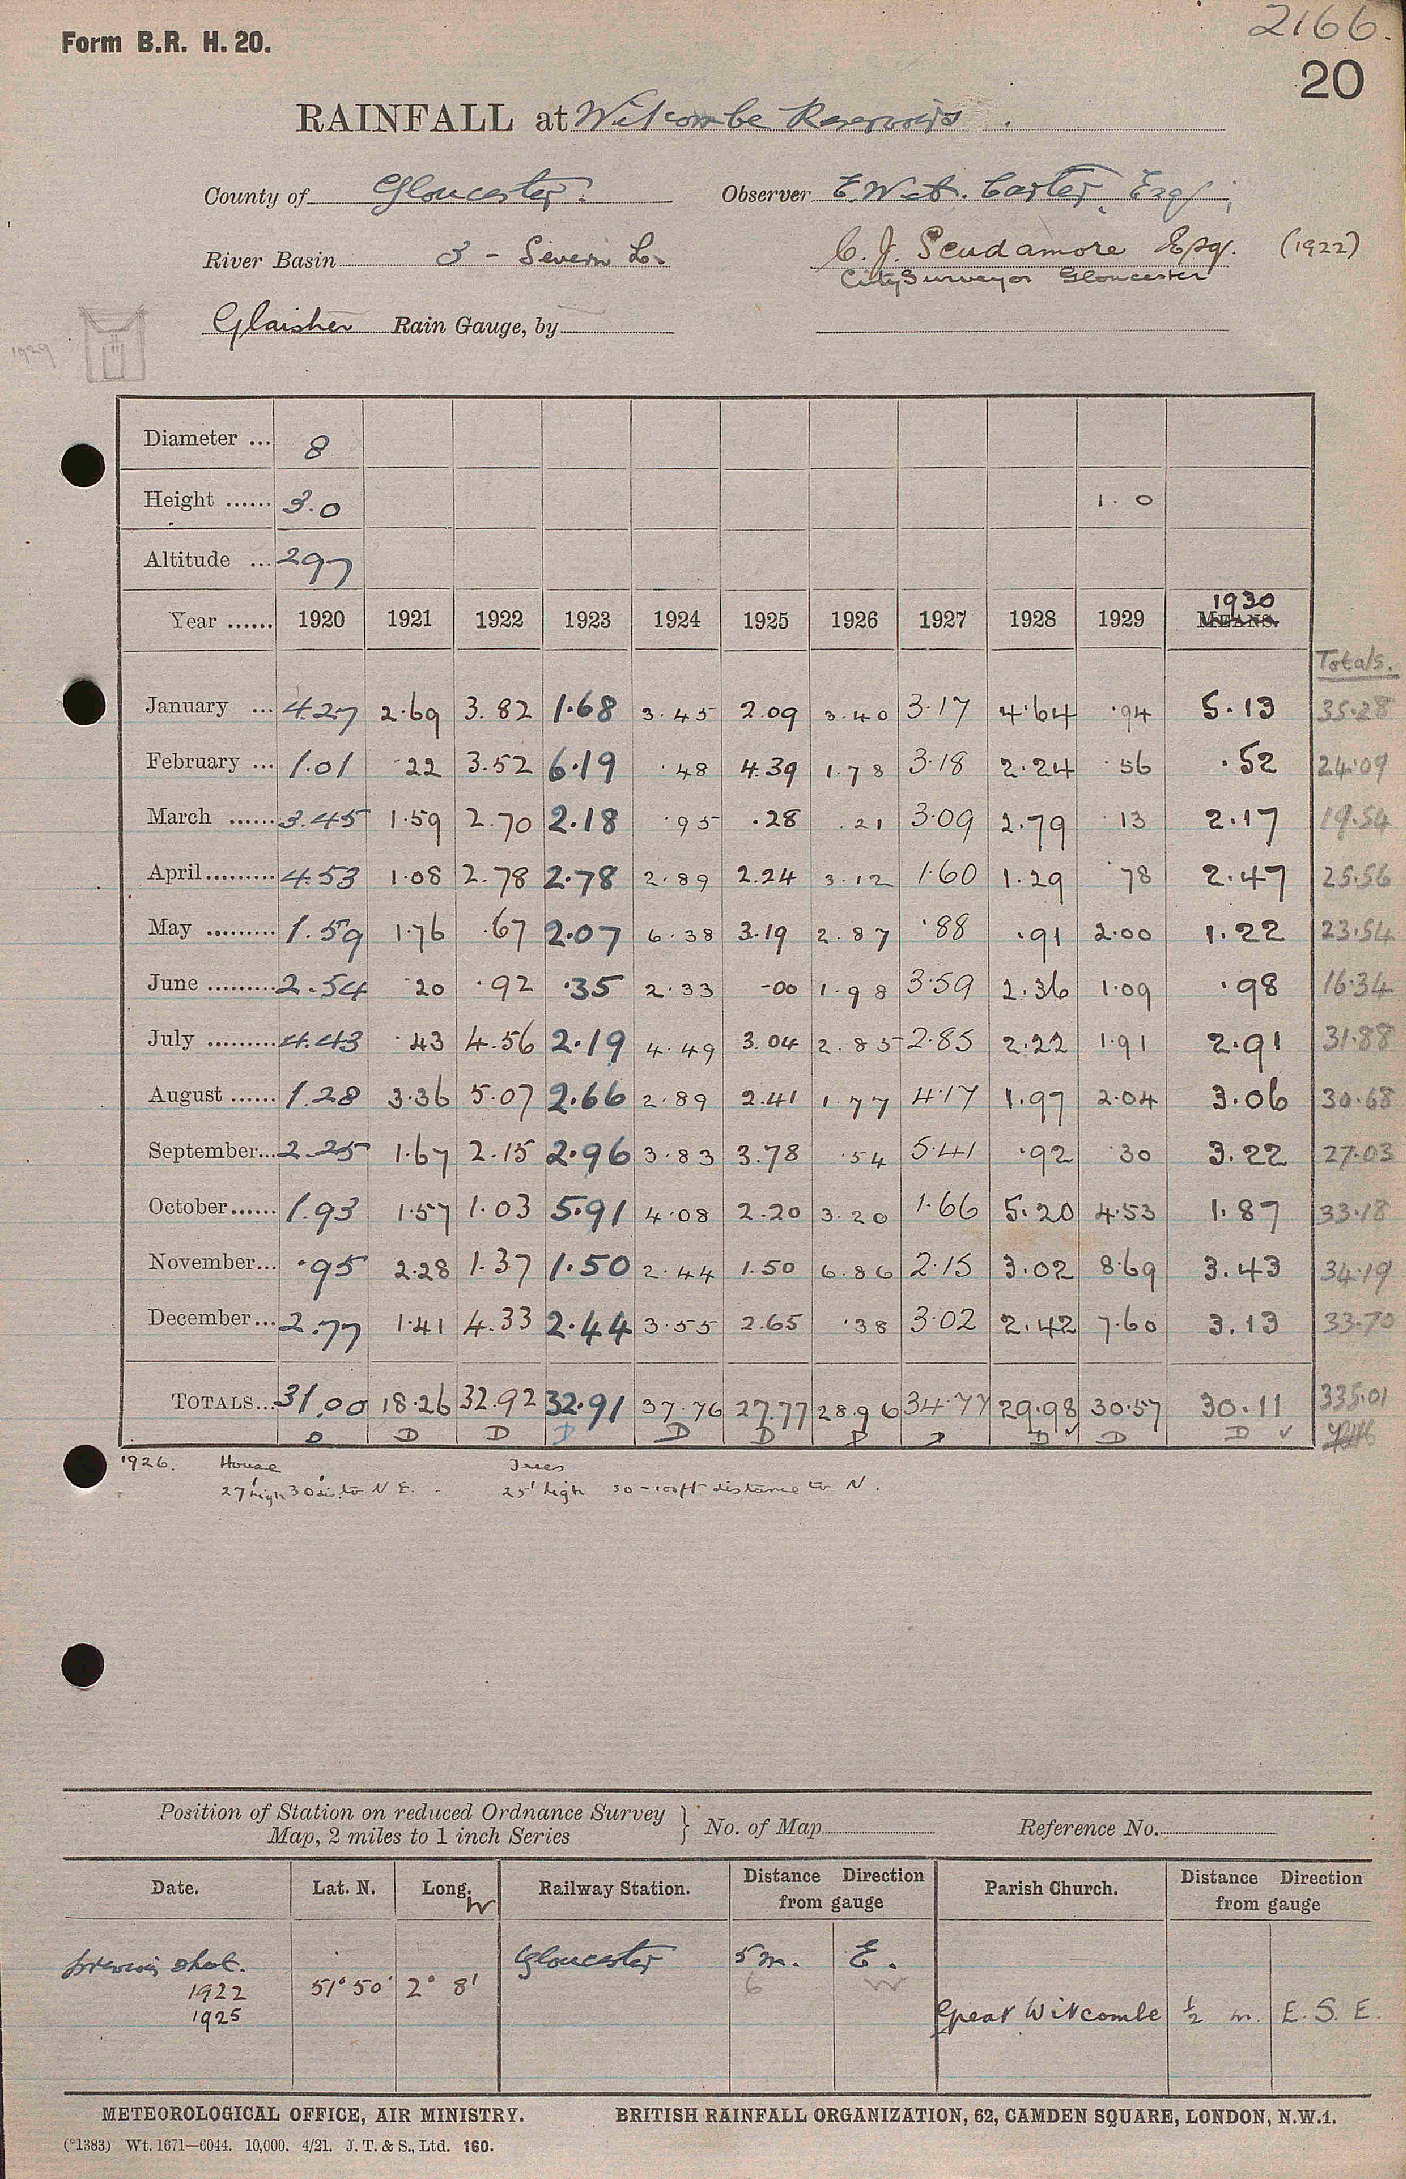 2166.
Form B.R. H. 20.
20
RAINFALL at Witcombe Reservoirs.
County of Gloucester. Observer E. W. A. Carter, Esq.,
River Basin 3 - Severn L. C. J. Scudamore Esq. (1922)
City Surveyor Gloucester
Glaisher Rain Gauge, by
1929
Diameter ... 8
Height ...... 3.0 1.0
Altitude ... 297
1930
Year ...... 1920 1921 1922 1923 1924 1925 1926 1927 1928 1929 MEANS.
Totals.
January ... 4.27 2.69 3.82 1.68 3.45 2.09 3.40 3.17 4.64 .94 5.13 35.28
February ... 1.01 .22 3.52 6.19 .48 4.39 1.78 3.18 2.24 .56 .52 24.09
March ...... 3.45 1.59 2.70 2.18 .95 .28 .21 3.09 2.79 .13 2.17 19.54
April ......... 4.53 1.08 2.78 2.78 2.89 2.24 3.12 1.60 1.29 .78 2.47 25.56
May ......... 1.59 1.76 .67 2.07 6.38 3.19 2.87 .88 .91 2.00 1.22 23.54
June ......... 2.54 .20 .92 .35 2.33 -00 1.98 3.59 2.36 1.09 .98 16.34
July ......... 4.43 .43 4.56 2.19 4.49 3.04 2.85 2.85 2.22 1.91 2.91 31.88
August ...... 1.28 3.36 5.07 2.66 2.89 2.41 1.77 4.17 1.97 2.04 3.06 30.68
September... 2.25 1.67 2.15 2.96 3.83 3.78 .54 5.41 .92 .30 3.22 27.03
October...... 1.93 1.57 1.03 5.91 4.08 2.20 3.20 1.66 5.20 4.53 1.87 33.18
November... .95 2.28 1.37 1.50 2.44 1.50 6.86 2.15 3.02 8.69 3.43 34.19
December... 2.77 1.41 4.33 2.44 3.55 2.65 .38 3.02 2.42 7.60 3.13 33.70
TOTALS... 31.00 18.26 32.92 32.91 37.76 27.77 28.96 34.77 29.98 30.57 30.11 335.01
D D D D D D D D D ✓ D D ✓
1926. House Trees
27' high 30 dis. to N E. 25' high 30-100ft distance to N.
Position of Station on reduced Ordnance Survey
Map, 2 miles to 1 inch Series } No. of Map Reference No.
Date. Lat. N. Long. W Railway Station. Distance Direction from gauge Parish Church. Distance Direction from gauge
previous shet. Gloucester 5 m. E.
1922 51° 50' 2° 8' 6 W
1925 Great Witcombe ½ m. E. S. E.
METEOROLOGICAL OFFICE, AIR MINISTRY. BRITISH RAINFALL ORGANIZATION, 62, CAMDEN SQUARE, LONDON, N.W.1.
(*1383) Wt. 1671—6044. 10,000. 4/21. J. T. & S., Ltd. 160.